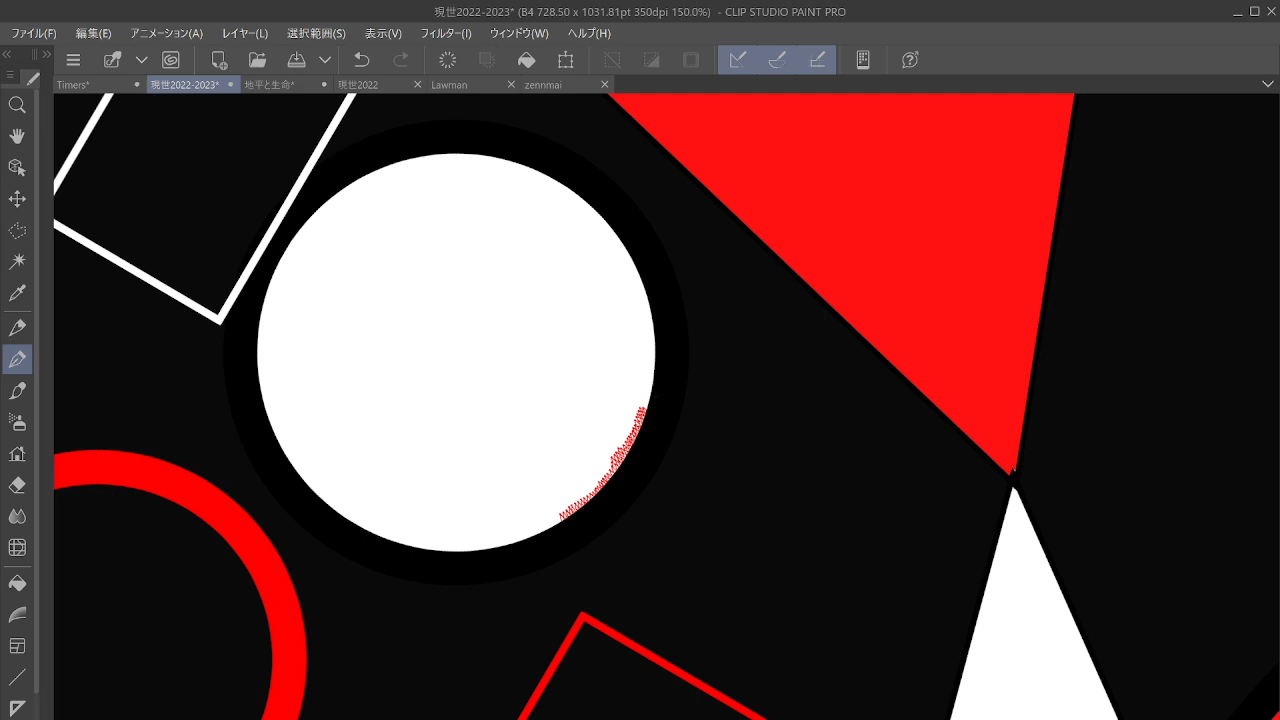 現世2022-2023* (B4 728.50 x 1031.81pt 350dpi 150.0%)  - CLIP STUDIO PAINT PRO
ファイル(F) 編集(E) アニメーション(A) レイヤー(L) 選択範囲(S) 表示(V) フィルター(I) ウィンドウ(W) ヘルプ(H)
Timers* 現世2022-2023* 地平と生命* 現世2022 Lawman zennmai